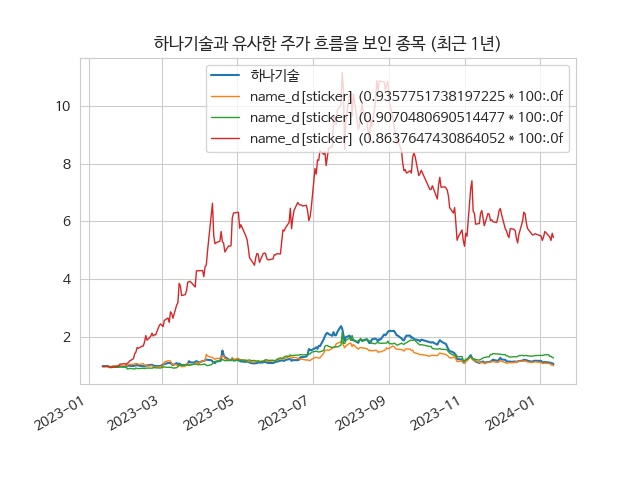 하나기술과 유사한 주가 흐름을 보인 종목 (최근 1년)
하나기술
name_d[sticker] (0.9357751738197225 * 100:.0f
name_d[sticker] (0.9070480690514477 * 100:.0f
name_d[sticker] (0.8637647430864052 * 100:.0f
10
8
6
4
2
2023-01
2023-03
2023-05
2023-07
2023-09
2023-11
2024-01